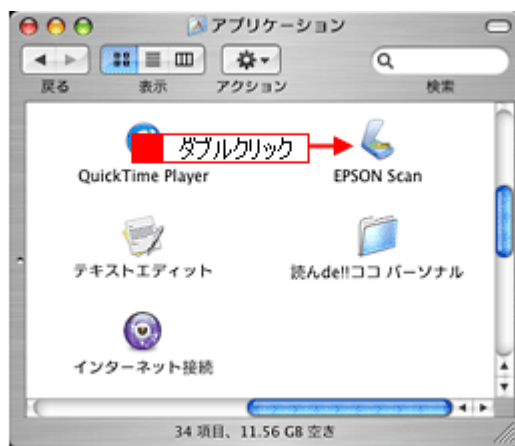 アプリケーション
戻る
表示
アクション
検索
ダブルクリック
QuickTime Player
EPSON Scan
テキストエディット
読んde!!ココ パーソナル
インターネット接続
34 項目、11.56 GB 空き